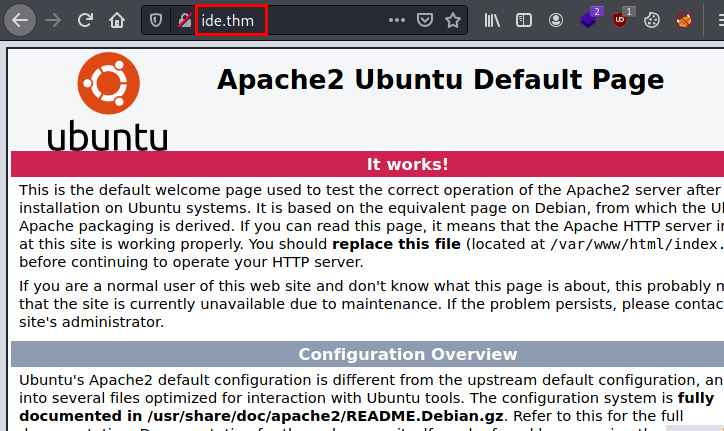 ide.thm
2
1
Apache2 Ubuntu Default Page
ubuntu
It works!
This is the default welcome page used to test the correct operation of the Apache2 server after
installation on Ubuntu systems. It is based on the equivalent page on Debian, from which the
Apache packaging is derived. If you can read this page, it means that the Apache HTTP server
at this site is working properly. You should replace this file (located at /var/www/html/index.
before continuing to operate your HTTP server.
If you are a normal user of this web site and don't know what this page is about, this probably
that the site is currently unavailable due to maintenance. If the problem persists, please
site's administrator.
Configuration Overview
Ubuntu's Apache2 default configuration is different from the upstream default configuration,
into several files optimized for interaction with Ubuntu tools. The configuration system is fully
documented in /usr/share/doc/apache2/README.Debian.gz. Refer to this for the full